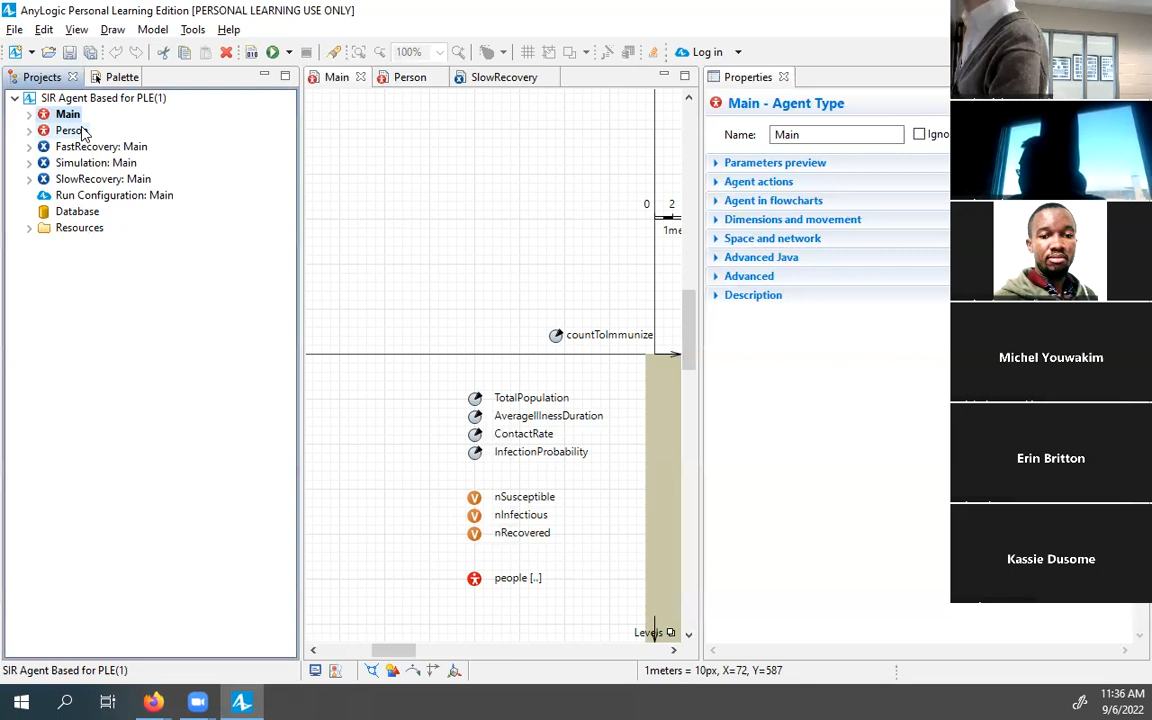 AnyLogic Personal Learning Edition [PERSONAL LEARNING USE ONLY]
File Edit View Draw Model Tools Help
100% Log in
Projects Palette Main Person SlowRecovery Properties
SIR Agent Based for PLE(1)
Main
Person
FastRecovery: Main
Simulation: Main
SlowRecovery: Main
Run Configuration: Main
Database
Resources
0 2
1me
countToImmunize
TotalPopulation
AverageIllnessDuration
ContactRate
InfectionProbability
nSusceptible
nInfectious
nRecovered
people [..]
Levels
Main - Agent Type
Name: Main Igno
Parameters preview
Agent actions
Agent in flowcharts
Dimensions and movement
Space and network
Advanced Java
Advanced
Description
Michel Youwakim
Erin Britton
Kassie Dusome
SIR Agent Based for PLE(1) 1meters = 10px, X=72, Y=587
11:36 AM
9/6/2022